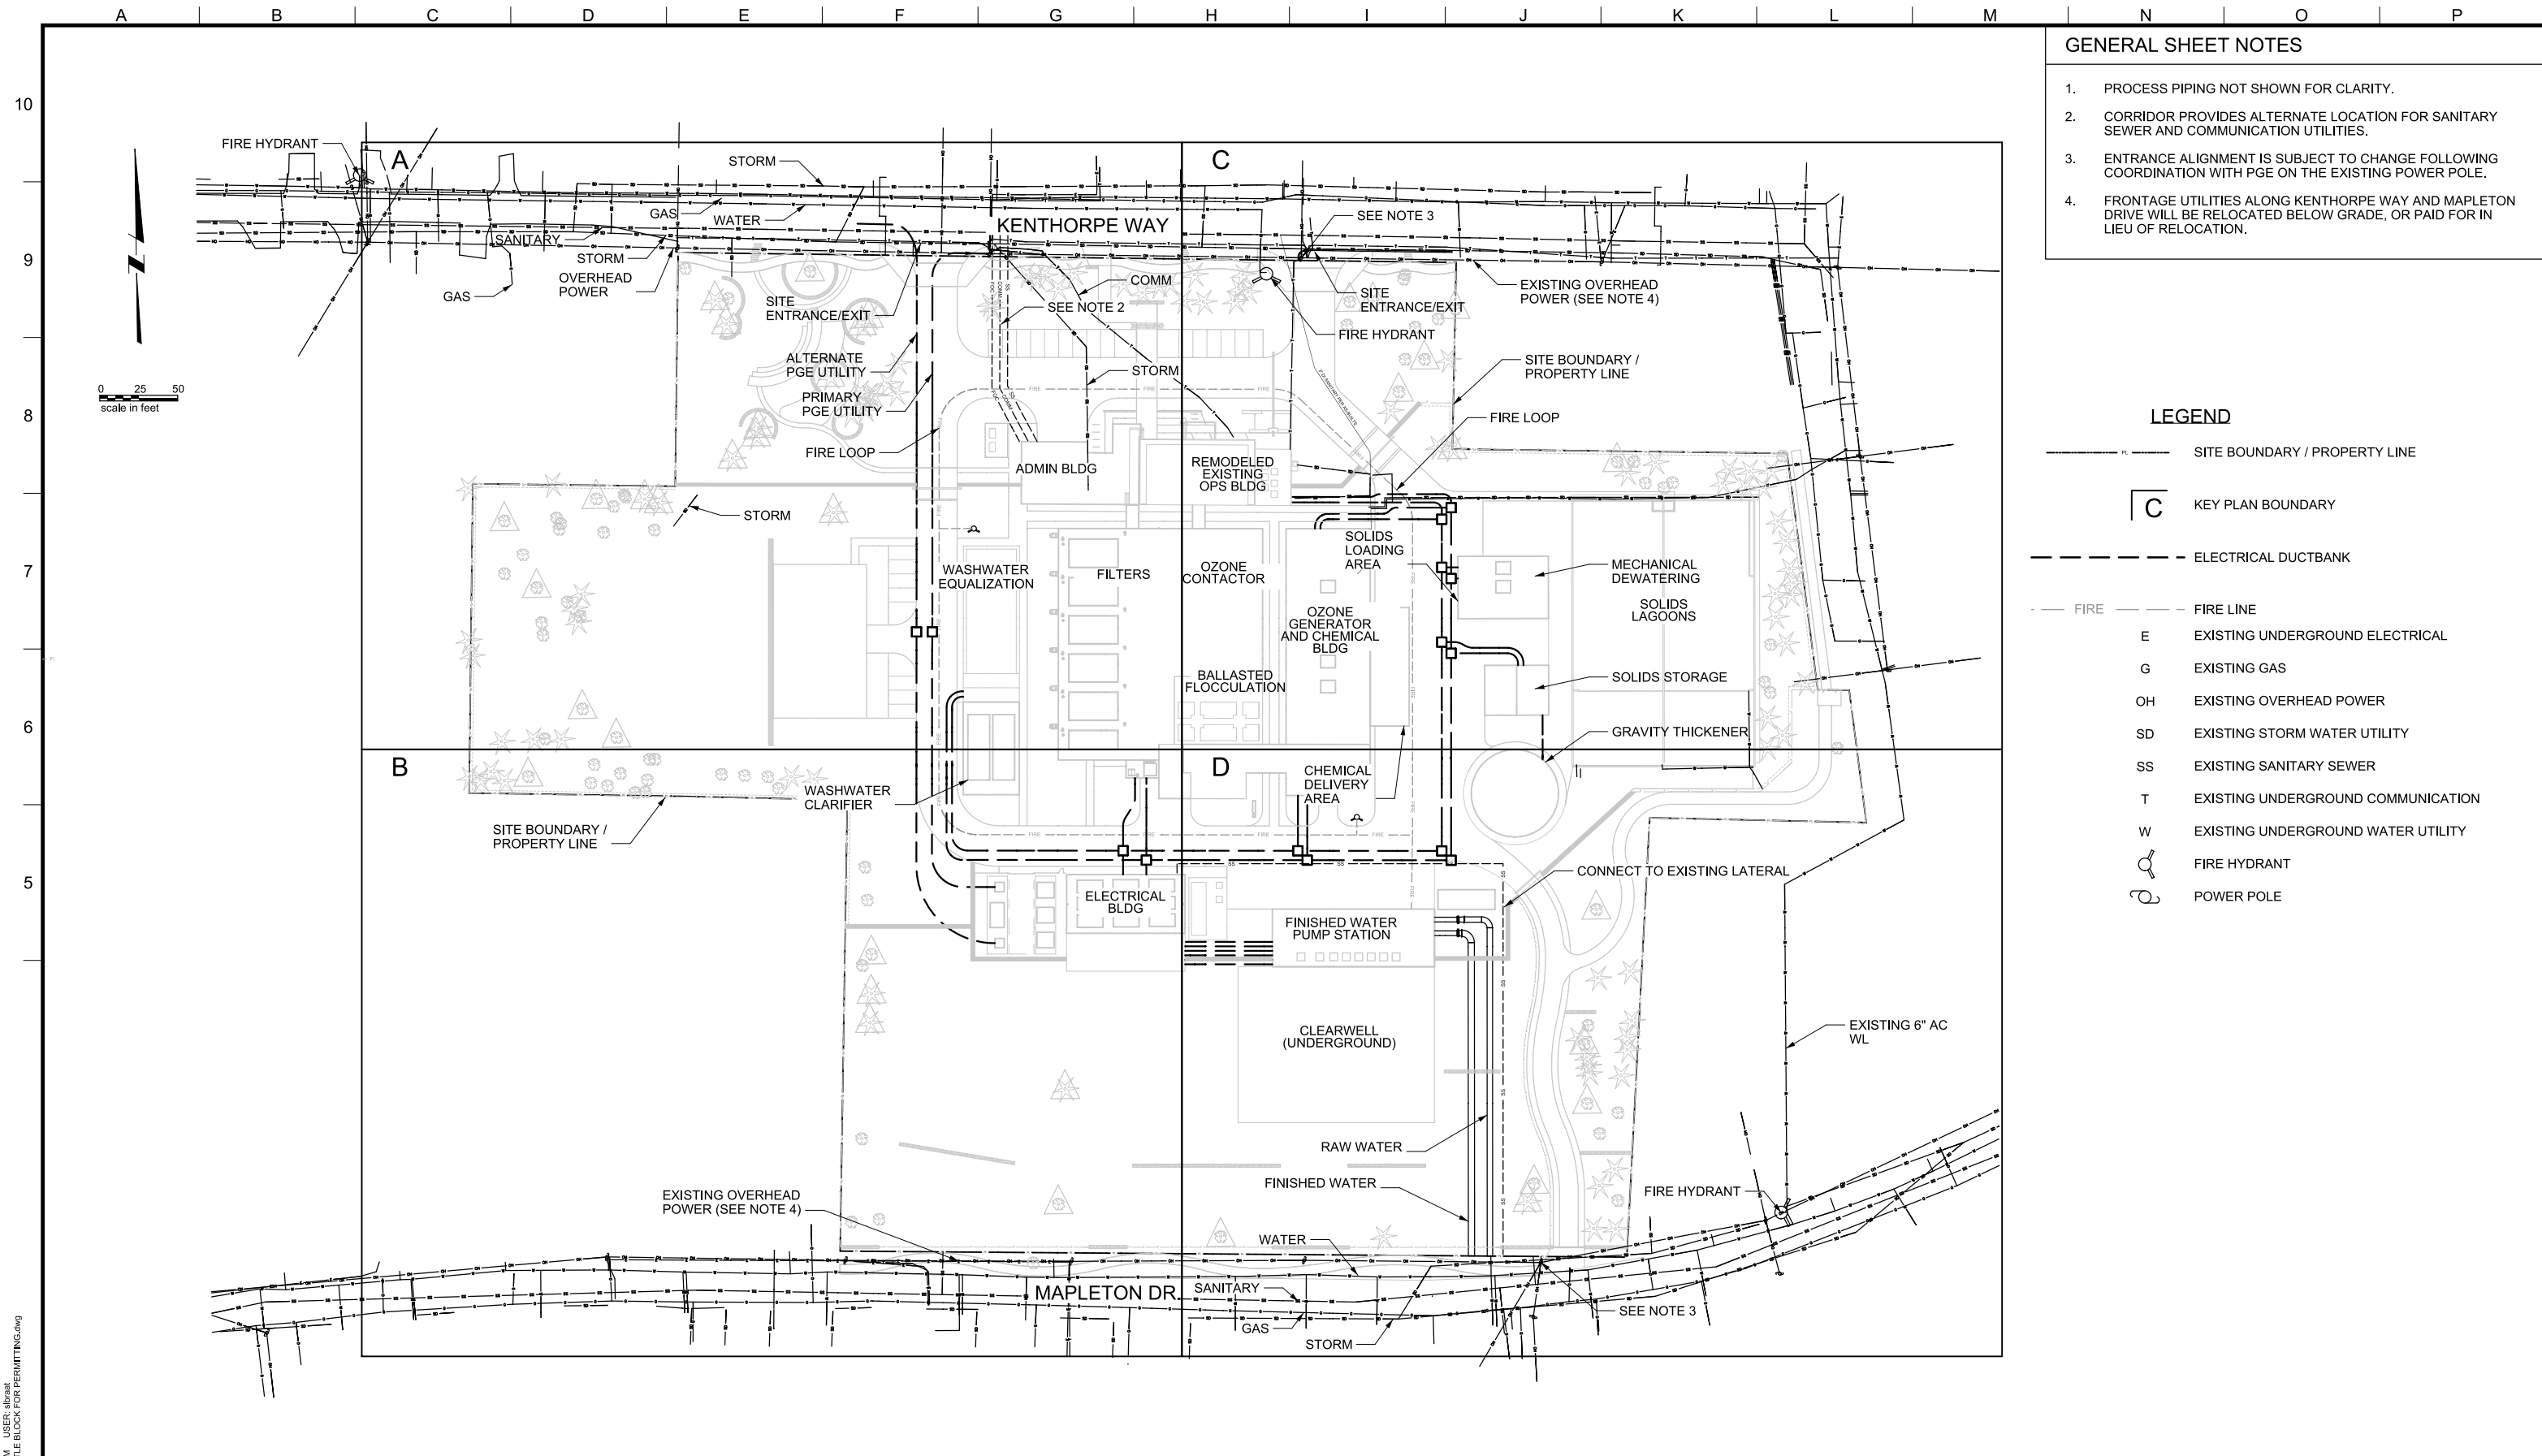 A B C D E F G H I J K L M N O P
10
9
8
7
6
5
GENERAL SHEET NOTES
1. PROCESS PIPING NOT SHOWN FOR CLARITY.
2. CORRIDOR PROVIDES ALTERNATE LOCATION FOR SANITARY
SEWER AND COMMUNICATION UTILITIES.
3. ENTRANCE ALIGNMENT IS SUBJECT TO CHANGE FOLLOWING
COORDINATION WITH PGE ON THE EXISTING POWER POLE.
4. FRONTAGE UTILITIES ALONG KENTHORPE WAY AND MAPLETON
DRIVE WILL BE RELOCATED BELOW GRADE, OR PAID FOR IN
LIEU OF RELOCATION.
0 25 50
scale in feet
FIRE HYDRANT
A
STORM
C
GAS
WATER
KENTHORPE WAY
SEE NOTE 3
SANITARY
STORM
OVERHEAD
POWER
GAS
SITE
ENTRANCE/EXIT
COMM
SEE NOTE 2
SITE
ENTRANCE/EXIT
FIRE HYDRANT
EXISTING OVERHEAD
POWER (SEE NOTE 4)
ALTERNATE
PGE UTILITY
PRIMARY
PGE UTILITY
STORM
SITE BOUNDARY /
PROPERTY LINE
FIRE LOOP
FIRE LOOP
ADMIN BLDG
REMODELED
EXISTING
OPS BLDG
STORM
WASHWATER
EQUALIZATION
FILTERS
OZONE
CONTACTOR
SOLIDS
LOADING
AREA
MECHANICAL
DEWATERING
SOLIDS
LAGOONS
OZONE
GENERATOR
AND CHEMICAL
BLDG
BALLASTED
FLOCCULATION
SOLIDS STORAGE
GRAVITY THICKENER
B
D
WASHWATER
CLARIFIER
CHEMICAL
DELIVERY
AREA
SITE BOUNDARY /
PROPERTY LINE
CONNECT TO EXISTING LATERAL
ELECTRICAL
BLDG
FINISHED WATER
PUMP STATION
CLEARWELL
(UNDERGROUND)
EXISTING 6" AC
WL
RAW WATER
FINISHED WATER
FIRE HYDRANT
EXISTING OVERHEAD
POWER (SEE NOTE 4)
WATER
MAPLETON DR.
SANITARY
GAS
STORM
SEE NOTE 3
LEGEND
PL SITE BOUNDARY / PROPERTY LINE
C KEY PLAN BOUNDARY
ELECTRICAL DUCTBANK
FIRE FIRE LINE
E EXISTING UNDERGROUND ELECTRICAL
G EXISTING GAS
OH EXISTING OVERHEAD POWER
SD EXISTING STORM WATER UTILITY
SS EXISTING SANITARY SEWER
T EXISTING UNDERGROUND COMMUNICATION
W EXISTING UNDERGROUND WATER UTILITY
FIRE HYDRANT
POWER POLE
M USER: slbraat
TLE BLOCK FOR PERMITTING.dwg